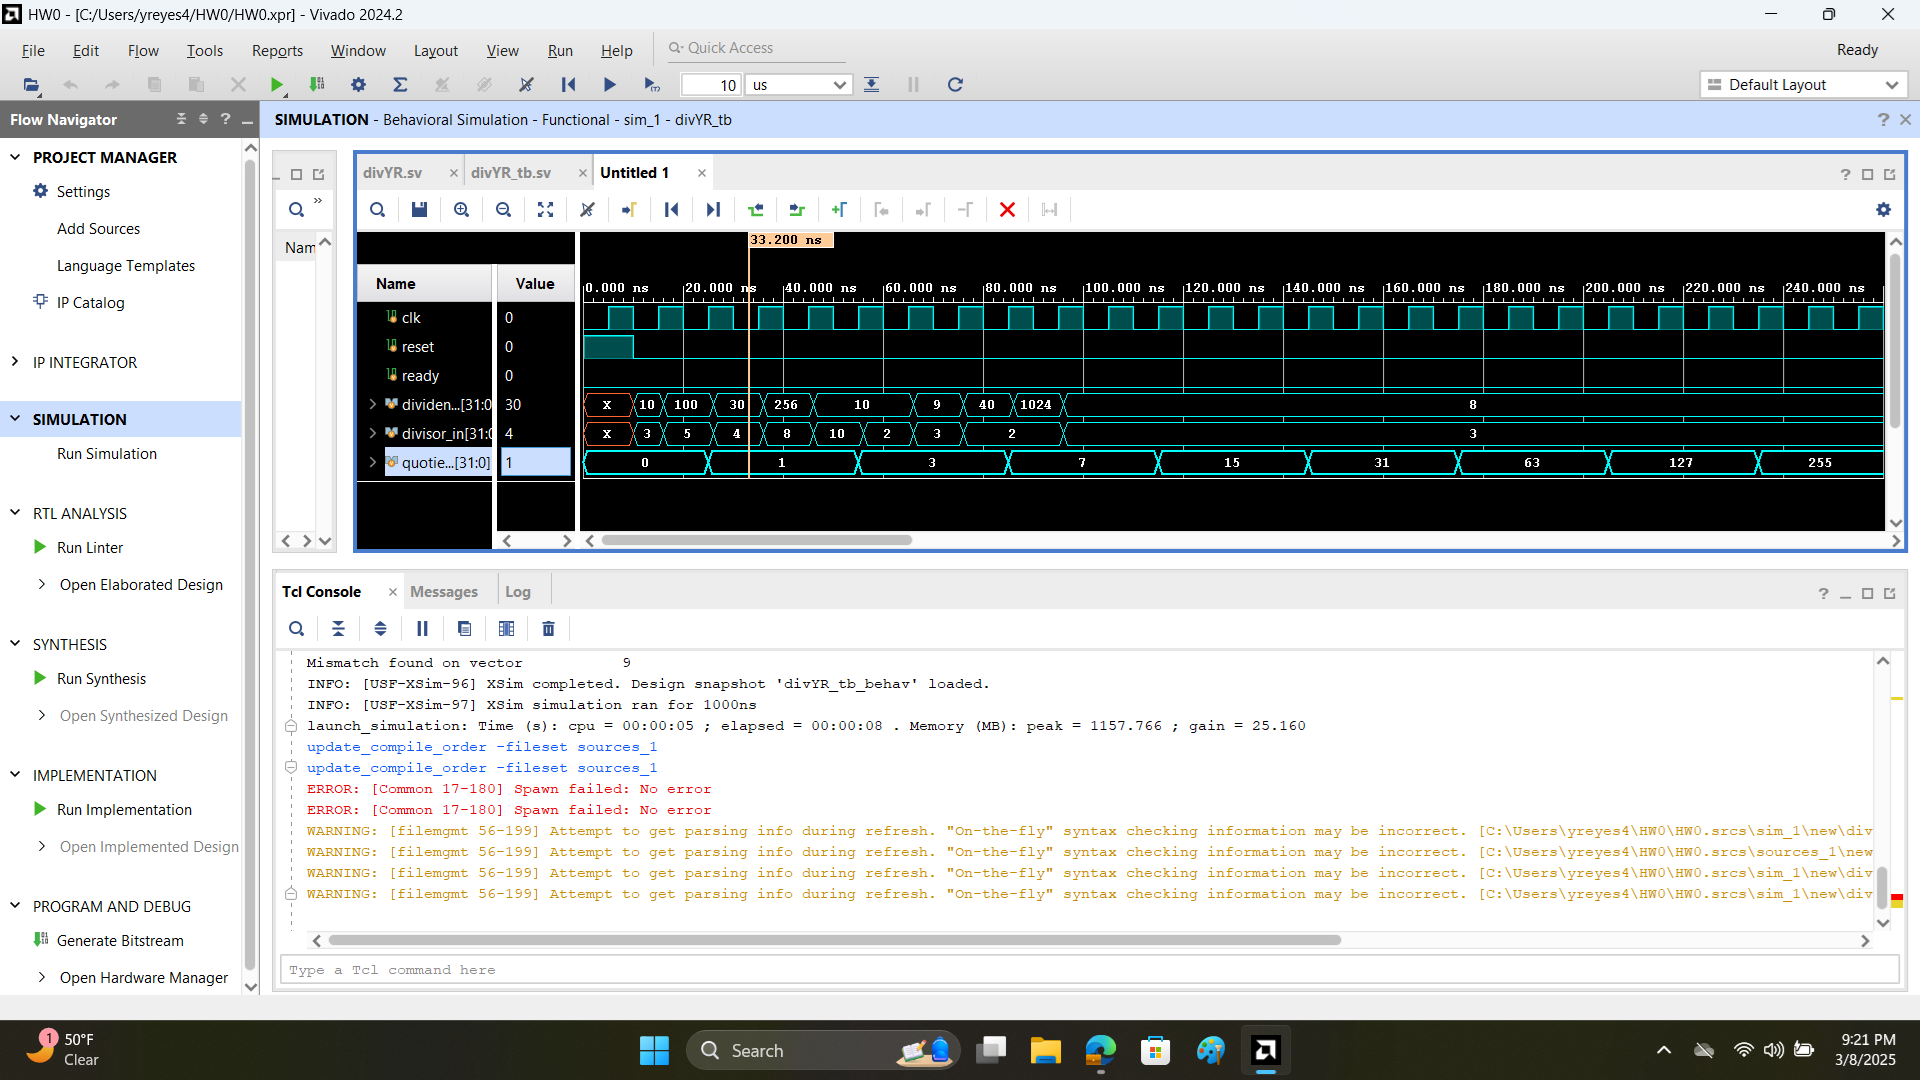 HW0 - [C:/Users/yreyes4/HW0/HW0.xpr] - Vivado 2024.2
File Edit Flow Tools Reports Window Layout View Run Help Quick Access
Ready
10 us
Default Layout
Flow Navigator
SIMULATION - Behavioral Simulation - Functional - sim_1 - divYR_tb
PROJECT MANAGER
Settings
Add Sources
Language Templates
IP Catalog
IP INTEGRATOR
SIMULATION
Run Simulation
RTL ANALYSIS
Run Linter
Open Elaborated Design
SYNTHESIS
Run Synthesis
Open Synthesized Design
IMPLEMENTATION
Run Implementation
Open Implemented Design
PROGRAM AND DEBUG
Generate Bitstream
Open Hardware Manager
Nam
divYR.sv divYR_tb.sv Untitled 1
33.200 ns
Name Value
0.000 ns 20.000 ns 40.000 ns 60.000 ns 80.000 ns 100.000 ns 120.000 ns 140.000 ns 160.000 ns 180.000 ns 200.000 ns 220.000 ns 240.000 ns
clk 0
reset 0
ready 0
dividen...[31:0 30 X 10 100 30 256 10 9 40 1024 8
divisor_in[31:0 4 X 3 5 4 8 10 2 3 2 3
quotie...[31:0] 1 0 1 3 7 15 31 63 127 255
Tcl Console Messages Log
Mismatch found on vector 9
INFO: [USF-XSim-96] XSim completed. Design snapshot 'divYR_tb_behav' loaded.
INFO: [USF-XSim-97] XSim simulation ran for 1000ns
launch_simulation: Time (s): cpu = 00:00:05 ; elapsed = 00:00:08 . Memory (MB): peak = 1157.766 ; gain = 25.160
update_compile_order -fileset sources_1
update_compile_order -fileset sources_1
ERROR: [Common 17-180] Spawn failed: No error
ERROR: [Common 17-180] Spawn failed: No error
WARNING: [filemgmt 56-199] Attempt to get parsing info during refresh. "On-the-fly" syntax checking information may be incorrect. [C:\Users\yreyes4\HW0\HW0.srcs\sim_1\new\div
WARNING: [filemgmt 56-199] Attempt to get parsing info during refresh. "On-the-fly" syntax checking information may be incorrect. [C:\Users\yreyes4\HW0\HW0.srcs\sources_1\new
WARNING: [filemgmt 56-199] Attempt to get parsing info during refresh. "On-the-fly" syntax checking information may be incorrect. [C:\Users\yreyes4\HW0\HW0.srcs\sim_1\new\div
WARNING: [filemgmt 56-199] Attempt to get parsing info during refresh. "On-the-fly" syntax checking information may be incorrect. [C:\Users\yreyes4\HW0\HW0.srcs\sim_1\new\div
Type a Tcl command here
1
50°F
Clear
Search
9:21 PM
3/8/2025